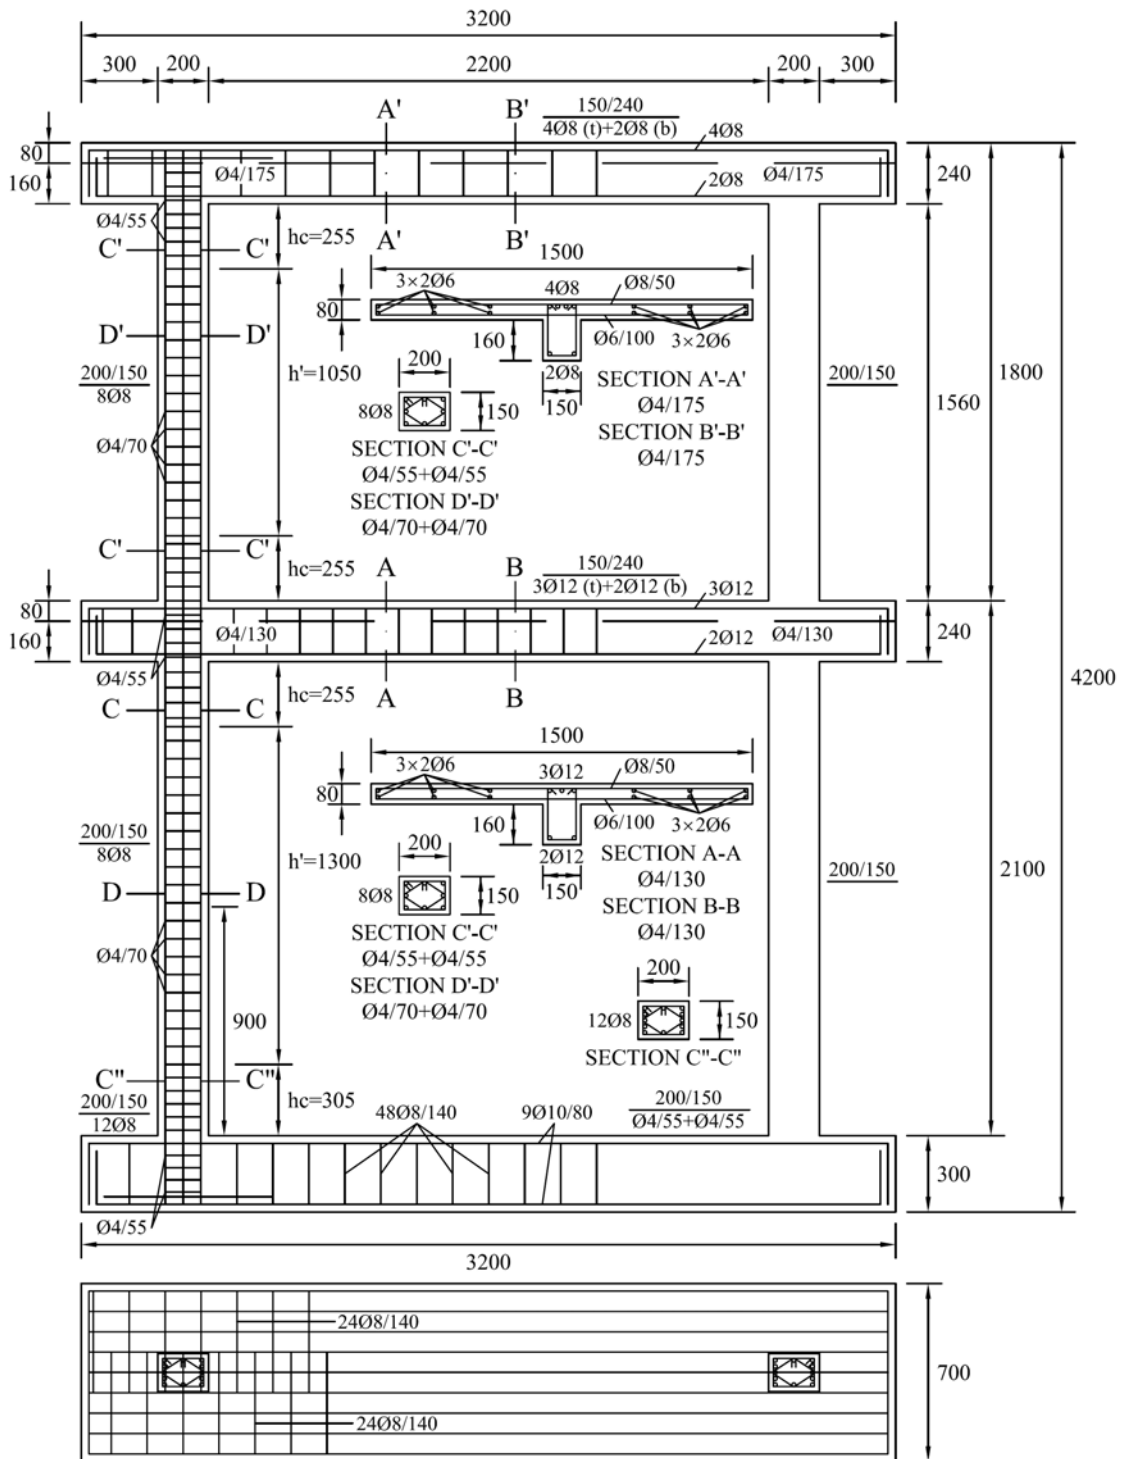 3200
300
200
2200
200
300
A'
B'
150/240
4Ø8 (t)+2Ø8 (b)
4Ø8
80
160
Ø4/175
2Ø8
Ø4/175
240
Ø4/55
C'
C'
hc=255
A'
B'
1500
3×2Ø6
4Ø8
Ø8/50
80
D'
D'
160
Ø6/100
3×2Ø6
200/150
8Ø8
h'=1050
200
2Ø8
SECTION A'-A'
200/150
1800
1560
8Ø8
150
150
Ø4/175
SECTION B'-B'
Ø4/70
SECTION C'-C'
Ø4/175
Ø4/55+Ø4/55
SECTION D'-D'
Ø4/70+Ø4/70
C'
C'
hc=255
A
B
150/240
3Ø12 (t)+2Ø12 (b)
3Ø12
80
160
Ø4/130
2Ø12
Ø4/130
240
Ø4/55
4200
C
C
hc=255
A
B
1500
3×2Ø6
3Ø12
Ø8/50
80
160
Ø6/100
3×2Ø6
200/150
8Ø8
h'=1300
200
2Ø12
SECTION A-A
200/150
2100
D
D
8Ø8
150
150
Ø4/130
SECTION B-B
SECTION C'-C'
Ø4/130
Ø4/70
Ø4/55+Ø4/55
SECTION D'-D'
200
Ø4/70+Ø4/70
900
12Ø8
150
SECTION C"-C"
C"
C"
200/150
12Ø8
hc=305
48Ø8/140
9Ø10/80
200/150
Ø4/55+Ø4/55
300
Ø4/55
3200
24Ø8/140
700
24Ø8/140